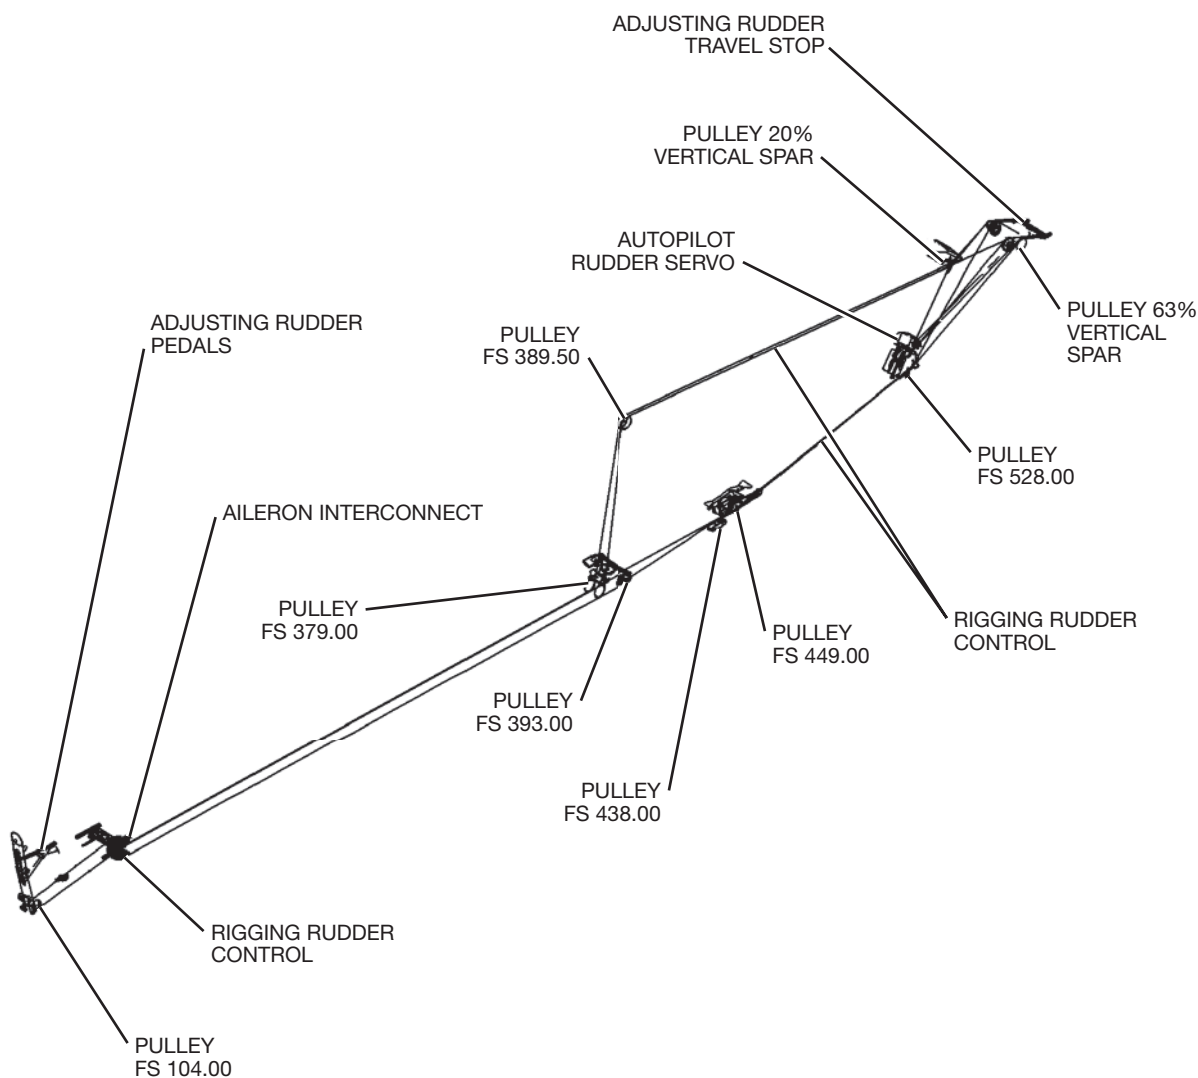 ADJUSTING RUDDER
TRAVEL STOP
PULLEY 20%
VERTICAL SPAR
AUTOPILOT
RUDDER SERVO
PULLEY 63%
VERTICAL
SPAR
ADJUSTING RUDDER
PEDALS
PULLEY
FS 389.50
PULLEY
FS 528.00
AILERON INTERCONNECT
PULLEY
FS 379.00
PULLEY
FS 449.00
RIGGING RUDDER
CONTROL
PULLEY
FS 393.00
PULLEY
FS 438.00
RIGGING RUDDER
CONTROL
PULLEY
FS 104.00